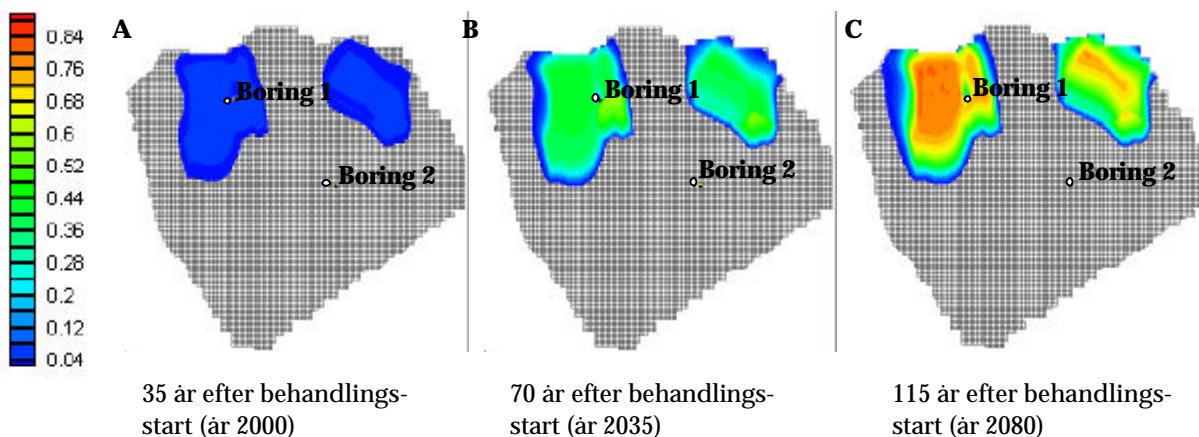 0.84
0.76
0.68
0.6
0.52
0.44
0.36
0.28
0.2
0.12
0.04
A
Boring 1
Boring 2
35 år efter behandlings-
start (år 2000)
B
Boring 1
Boring 2
70 år efter behandlings-
start (år 2035)
C
Boring 1
Boring 2
115 år efter behandlings-
start (år 2080)